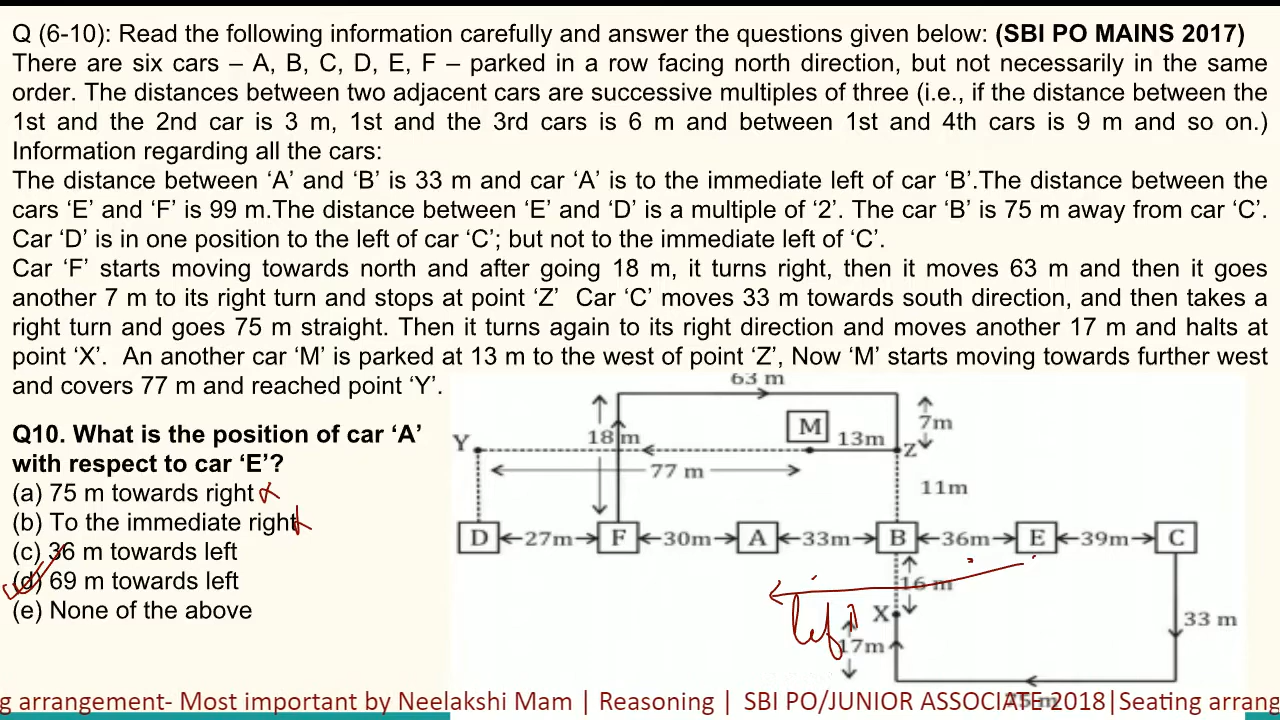 Q (6-10): Read the following information carefully and answer the questions given below: (SBI PO MAINS 2017)
There are six cars – A, B, C, D, E, F – parked in a row facing north direction, but not necessarily in the same
order. The distances between two adjacent cars are successive multiples of three (i.e., if the distance between the
1st and the 2nd car is 3 m, 1st and the 3rd cars is 6 m and between 1st and 4th cars is 9 m and so on.)
Information regarding all the cars:
The distance between ‘A’ and ‘B’ is 33 m and car ‘A’ is to the immediate left of car ‘B’.The distance between the
cars ‘E’ and ‘F’ is 99 m.The distance between ‘E’ and ‘D’ is a multiple of ‘2’. The car ‘B’ is 75 m away from car ‘C’.
Car ‘D’ is in one position to the left of car ‘C’; but not to the immediate left of ‘C’.
Car ‘F’ starts moving towards north and after going 18 m, it turns right, then it moves 63 m and then it goes
another 7 m to its right turn and stops at point ‘Z’ Car ‘C’ moves 33 m towards south direction, and then takes a
right turn and goes 75 m straight. Then it turns again to its right direction and moves another 17 m and halts at
point ‘X’. An another car ‘M’ is parked at 13 m to the west of point ‘Z’, Now ‘M’ starts moving towards further west
and covers 77 m and reached point ‘Y’.
Q10. What is the position of car ‘A’
with respect to car ‘E’?
(a) 75 m towards right
(b) To the immediate right
(c) 36 m towards left
(d) 69 m towards left
(e) None of the above
63 m
M
7m
18 m
13m
Y
Z
77 m
11m
D 27m F 30m A 33m B 36m E 39m C
16 m
left
X
33 m
17m
75 m
g arrangement- Most important by Neelakshi Mam | Reasoning | SBI PO/JUNIOR ASSOCIATE-2018|Seating arrang